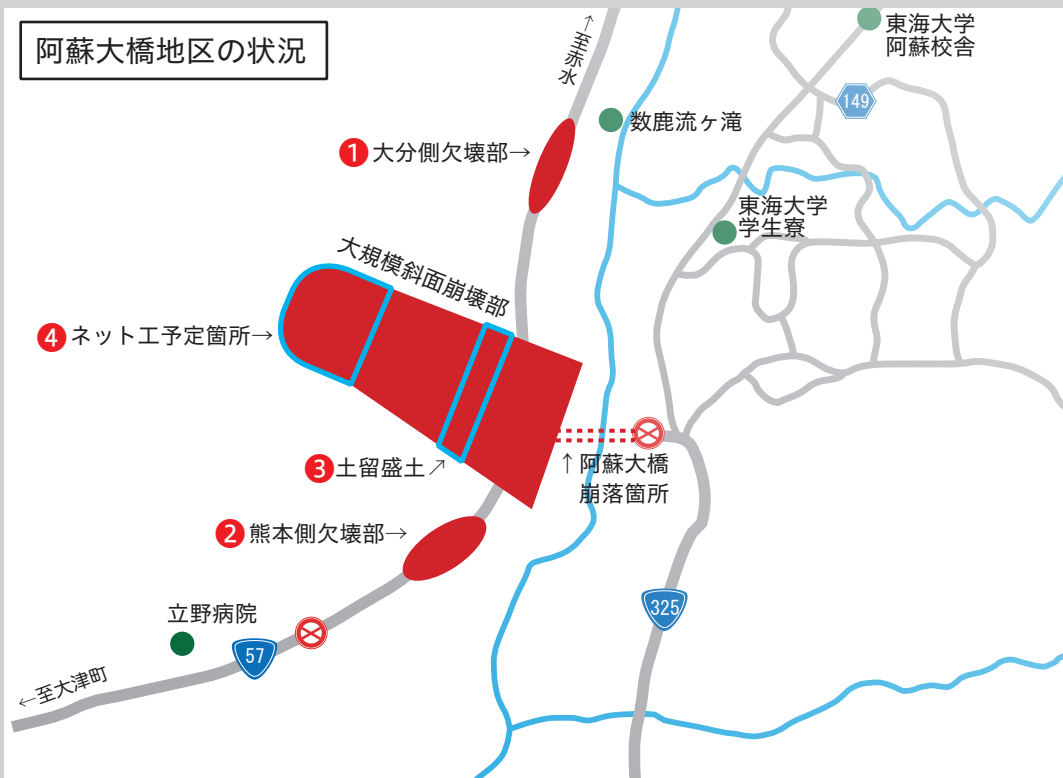 阿蘇大橋地区の状況
←至赤水
東海大学
阿蘇校舎
149
数鹿流ヶ滝
1 大分側欠壊部→
東海大学
学生寮
大規模斜面崩壊部
4 ネット工予定箇所→
3 土留盛土↗
↑阿蘇大橋
崩落箇所
2 熊本側欠壊部→
立野病院
325
57
←至大津町